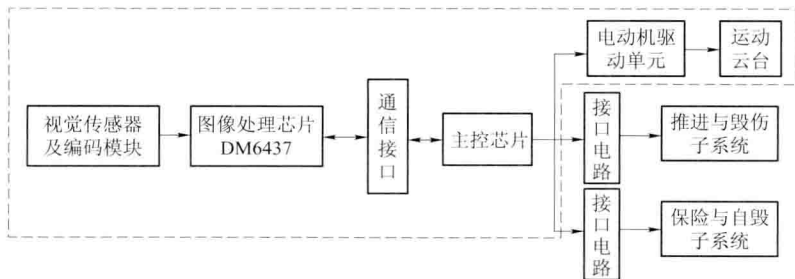 视觉传感器
及编码模块
图像处理芯片
DM6437
通信接口
主控芯片
电动机驱
动单元
运动
云台
接口电路
推进与毁伤
子系统
接口电路
保险与自毁
子系统